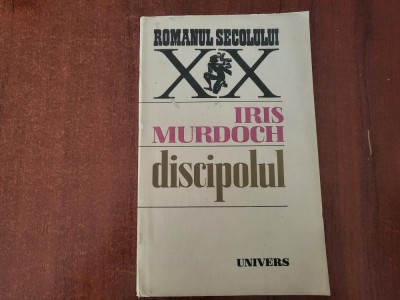 ROMANUL SECOLULUI
XX
IRIS
MURDOCH
discipolul
UNIVERS